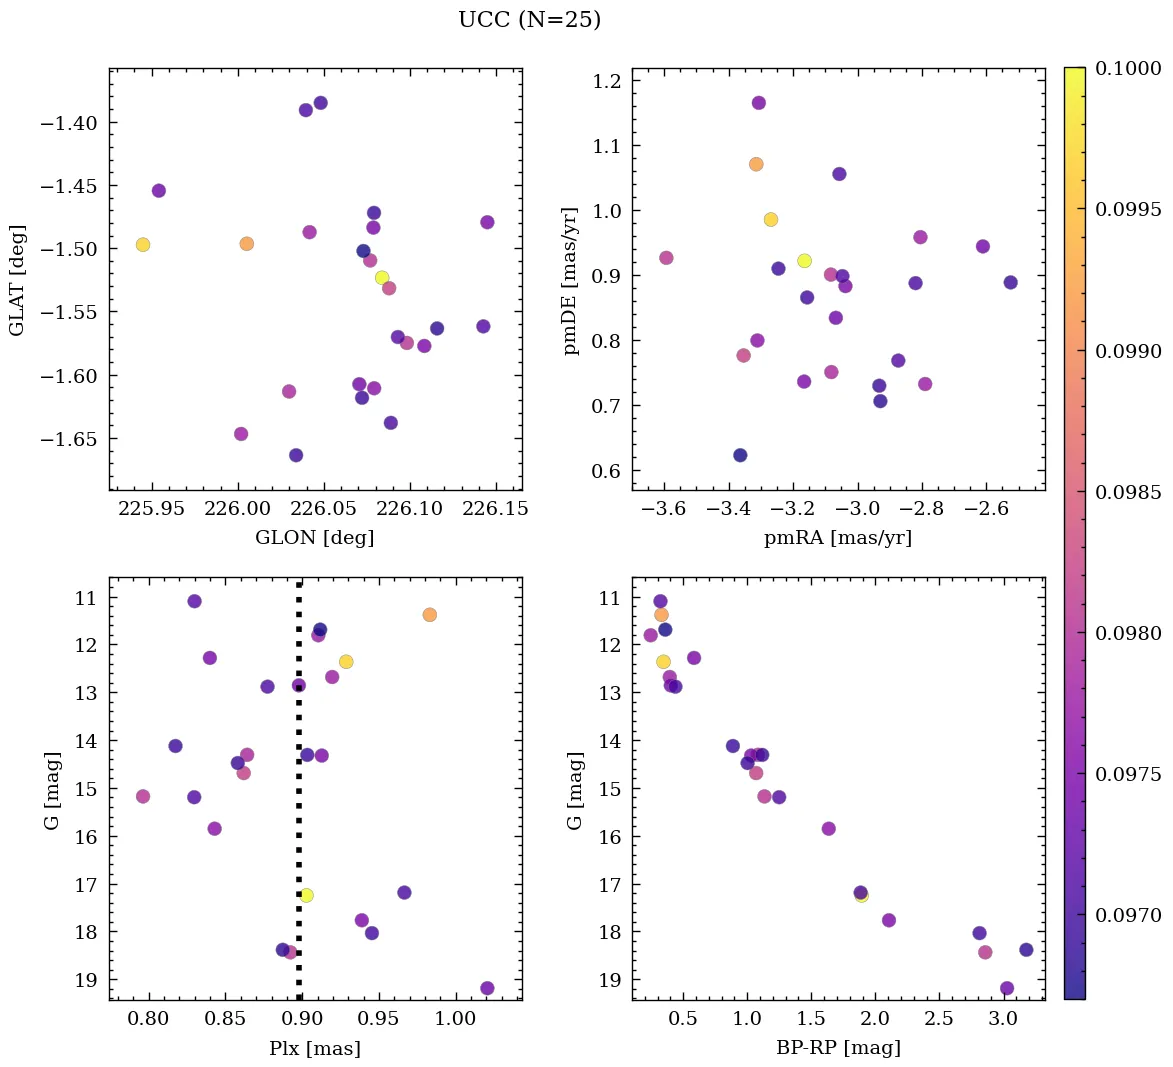 UCC (N=25)
−1.40
−1.45
−1.50
−1.55
−1.60
−1.65
GLAT [deg]
225.95 226.00 226.05 226.10 226.15
GLON [deg]
1.2
1.1
1.0
0.9
0.8
0.7
0.6
pmDE [mas/yr]
−3.6 −3.4 −3.2 −3.0 −2.8 −2.6
pmRA [mas/yr]
0.1000
0.0995
0.0990
0.0985
0.0980
0.0975
0.0970
11
12
13
14
15
16
17
18
19
G [mag]
0.80 0.85 0.90 0.95 1.00
Plx [mas]
11
12
13
14
15
16
17
18
19
G [mag]
0.5 1.0 1.5 2.0 2.5 3.0
BP-RP [mag]